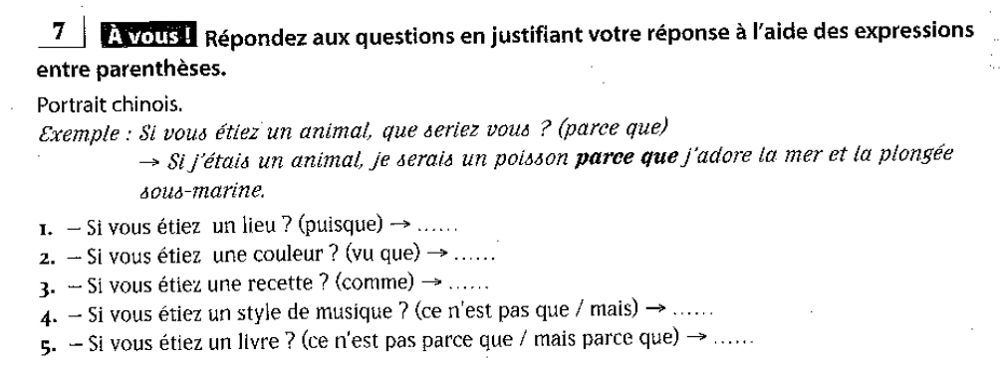 7 À vous ! Répondez aux questions en justifiant votre réponse à l'aide des expressions
entre parenthèses.
Portrait chinois.
Exemple : Si vous étiez un animal, que seriez vous ? (parce que)
→ Si j'étais un animal, je serais un poisson parce que j'adore la mer et la plongée
sous-marine.
1. – Si vous étiez un lieu ? (puisque) → ......
2. – Si vous étiez une couleur ? (vu que) → ......
3. – Si vous étiez une recette ? (comme) → ......
4. – Si vous étiez un style de musique ? (ce n'est pas que / mais) → ......
5. – Si vous étiez un livre ? (ce n'est pas parce que / mais parce que) → ......